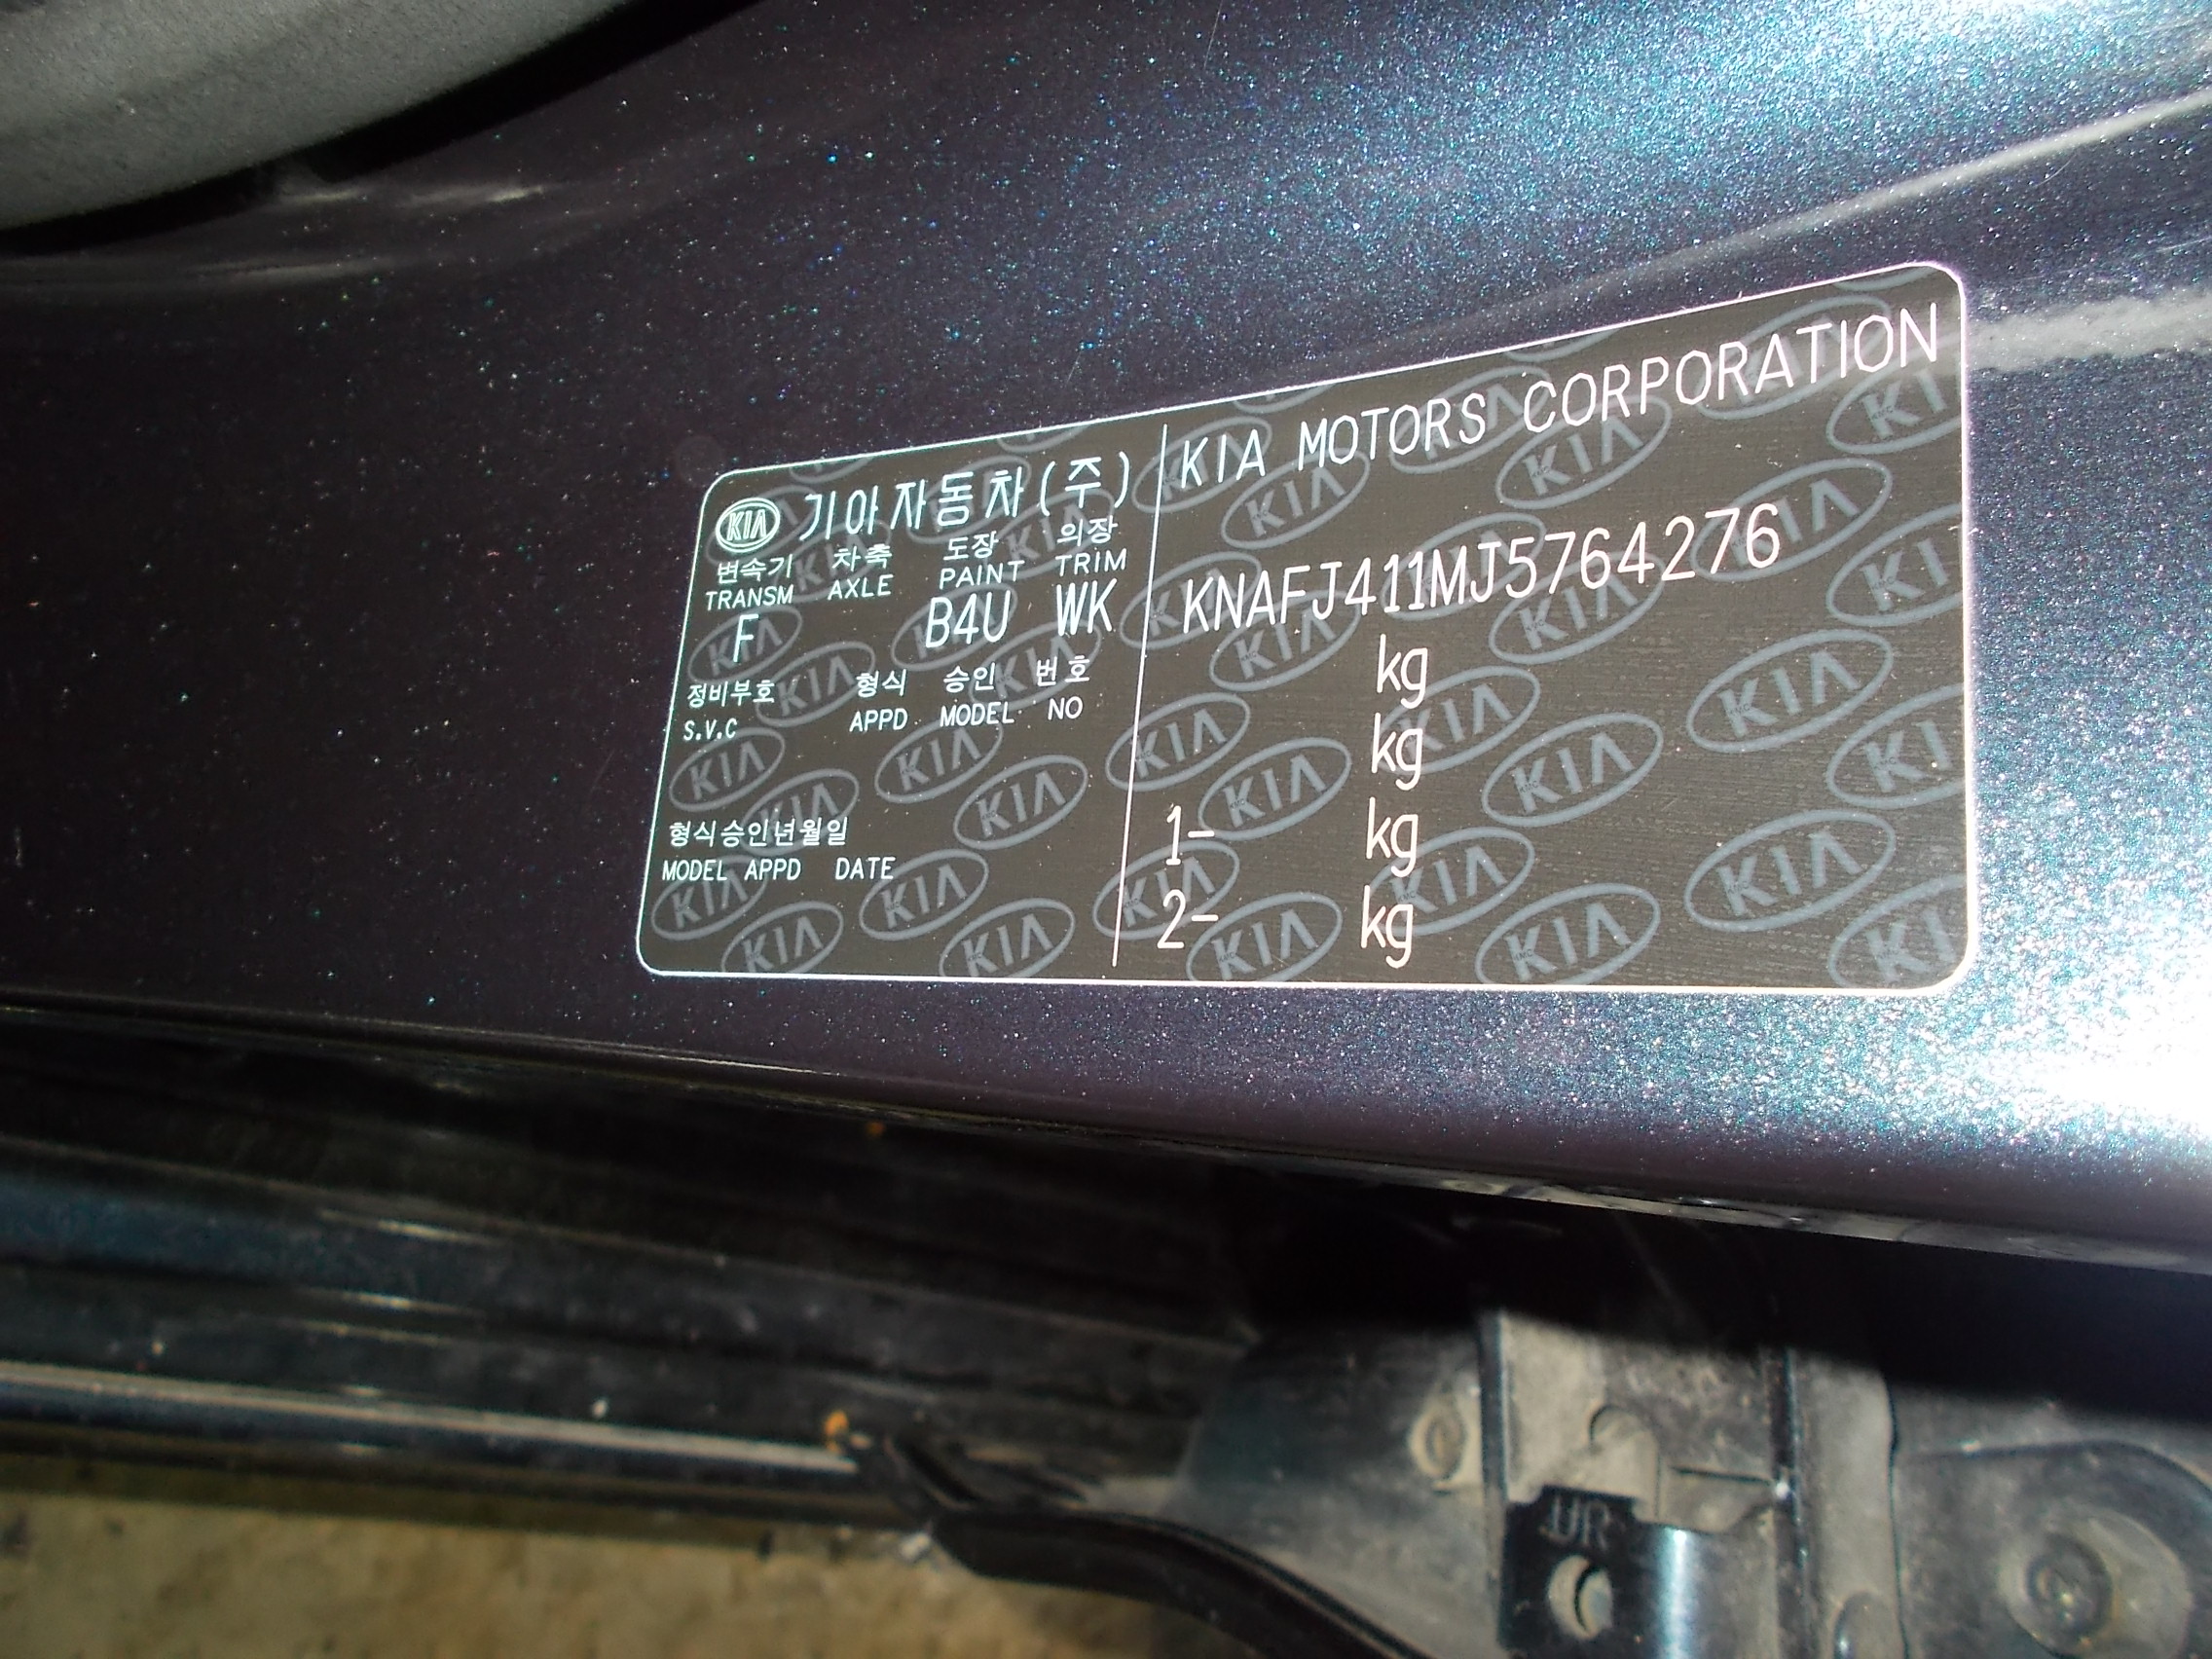 KIA 기아자동차(주)
변속기 차축 도장 의장
TRANSM AXLE PAINT TRIM
F B4U WK
정비부호 형식 승인 번호
S.V.C APPD MODEL NO
형식승인년월일
MODEL APPD DATE
KIA MOTORS CORPORATION
KNAFJ411MJ5764276
kg
kg
1- kg
2- kg
UR